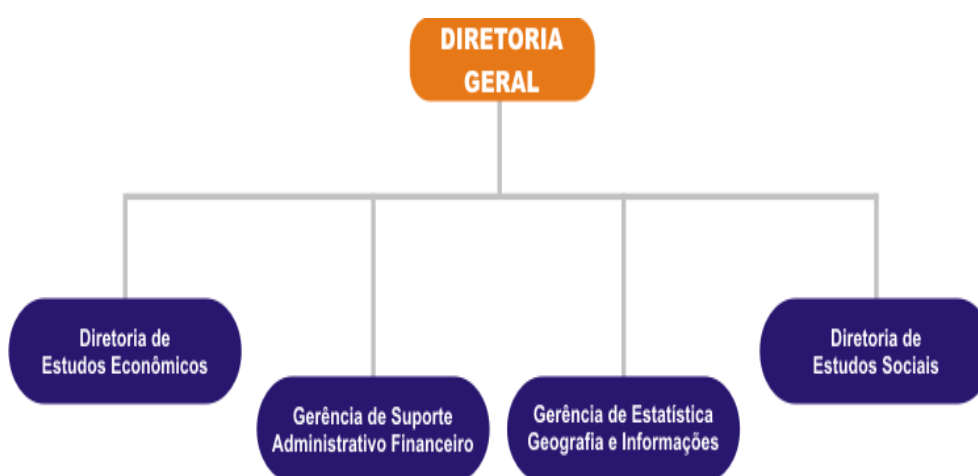 DIRETORIA
GERAL
Diretoria de
Estudos Econômicos
Gerência de Suporte
Administrativo Financeiro
Gerência de Estatística
Geografia e Informações
Diretoria de
Estudos Sociais